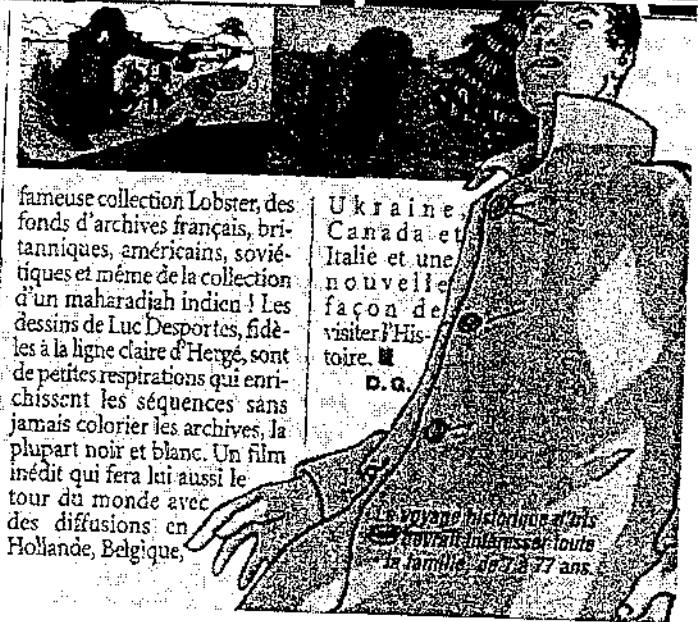 fameuse collection Lobster, des
fonds d'archives français, bri-
tanniques, américains, sovié-
tiques et même de la collection
d'un maharadjah indien ! Les
dessins de Luc Desportes, fidè-
les à la ligne claire d'Hergé, sont
de petites respirations qui enri-
chissent les séquences sans
jamais colorier les archives, la
plupart noir et blanc. Un film
inédit qui fera lui aussi le
tour du monde avec
des diffusions en
Hollande, Belgique,
Ukraine,
Canada et
Italie et une
nouvelle
façon de
visiter l'His-
toire.
D.Q.
voyage historique d'Iris
devrait intéresser toute
la famille, de 7 à 77 ans.